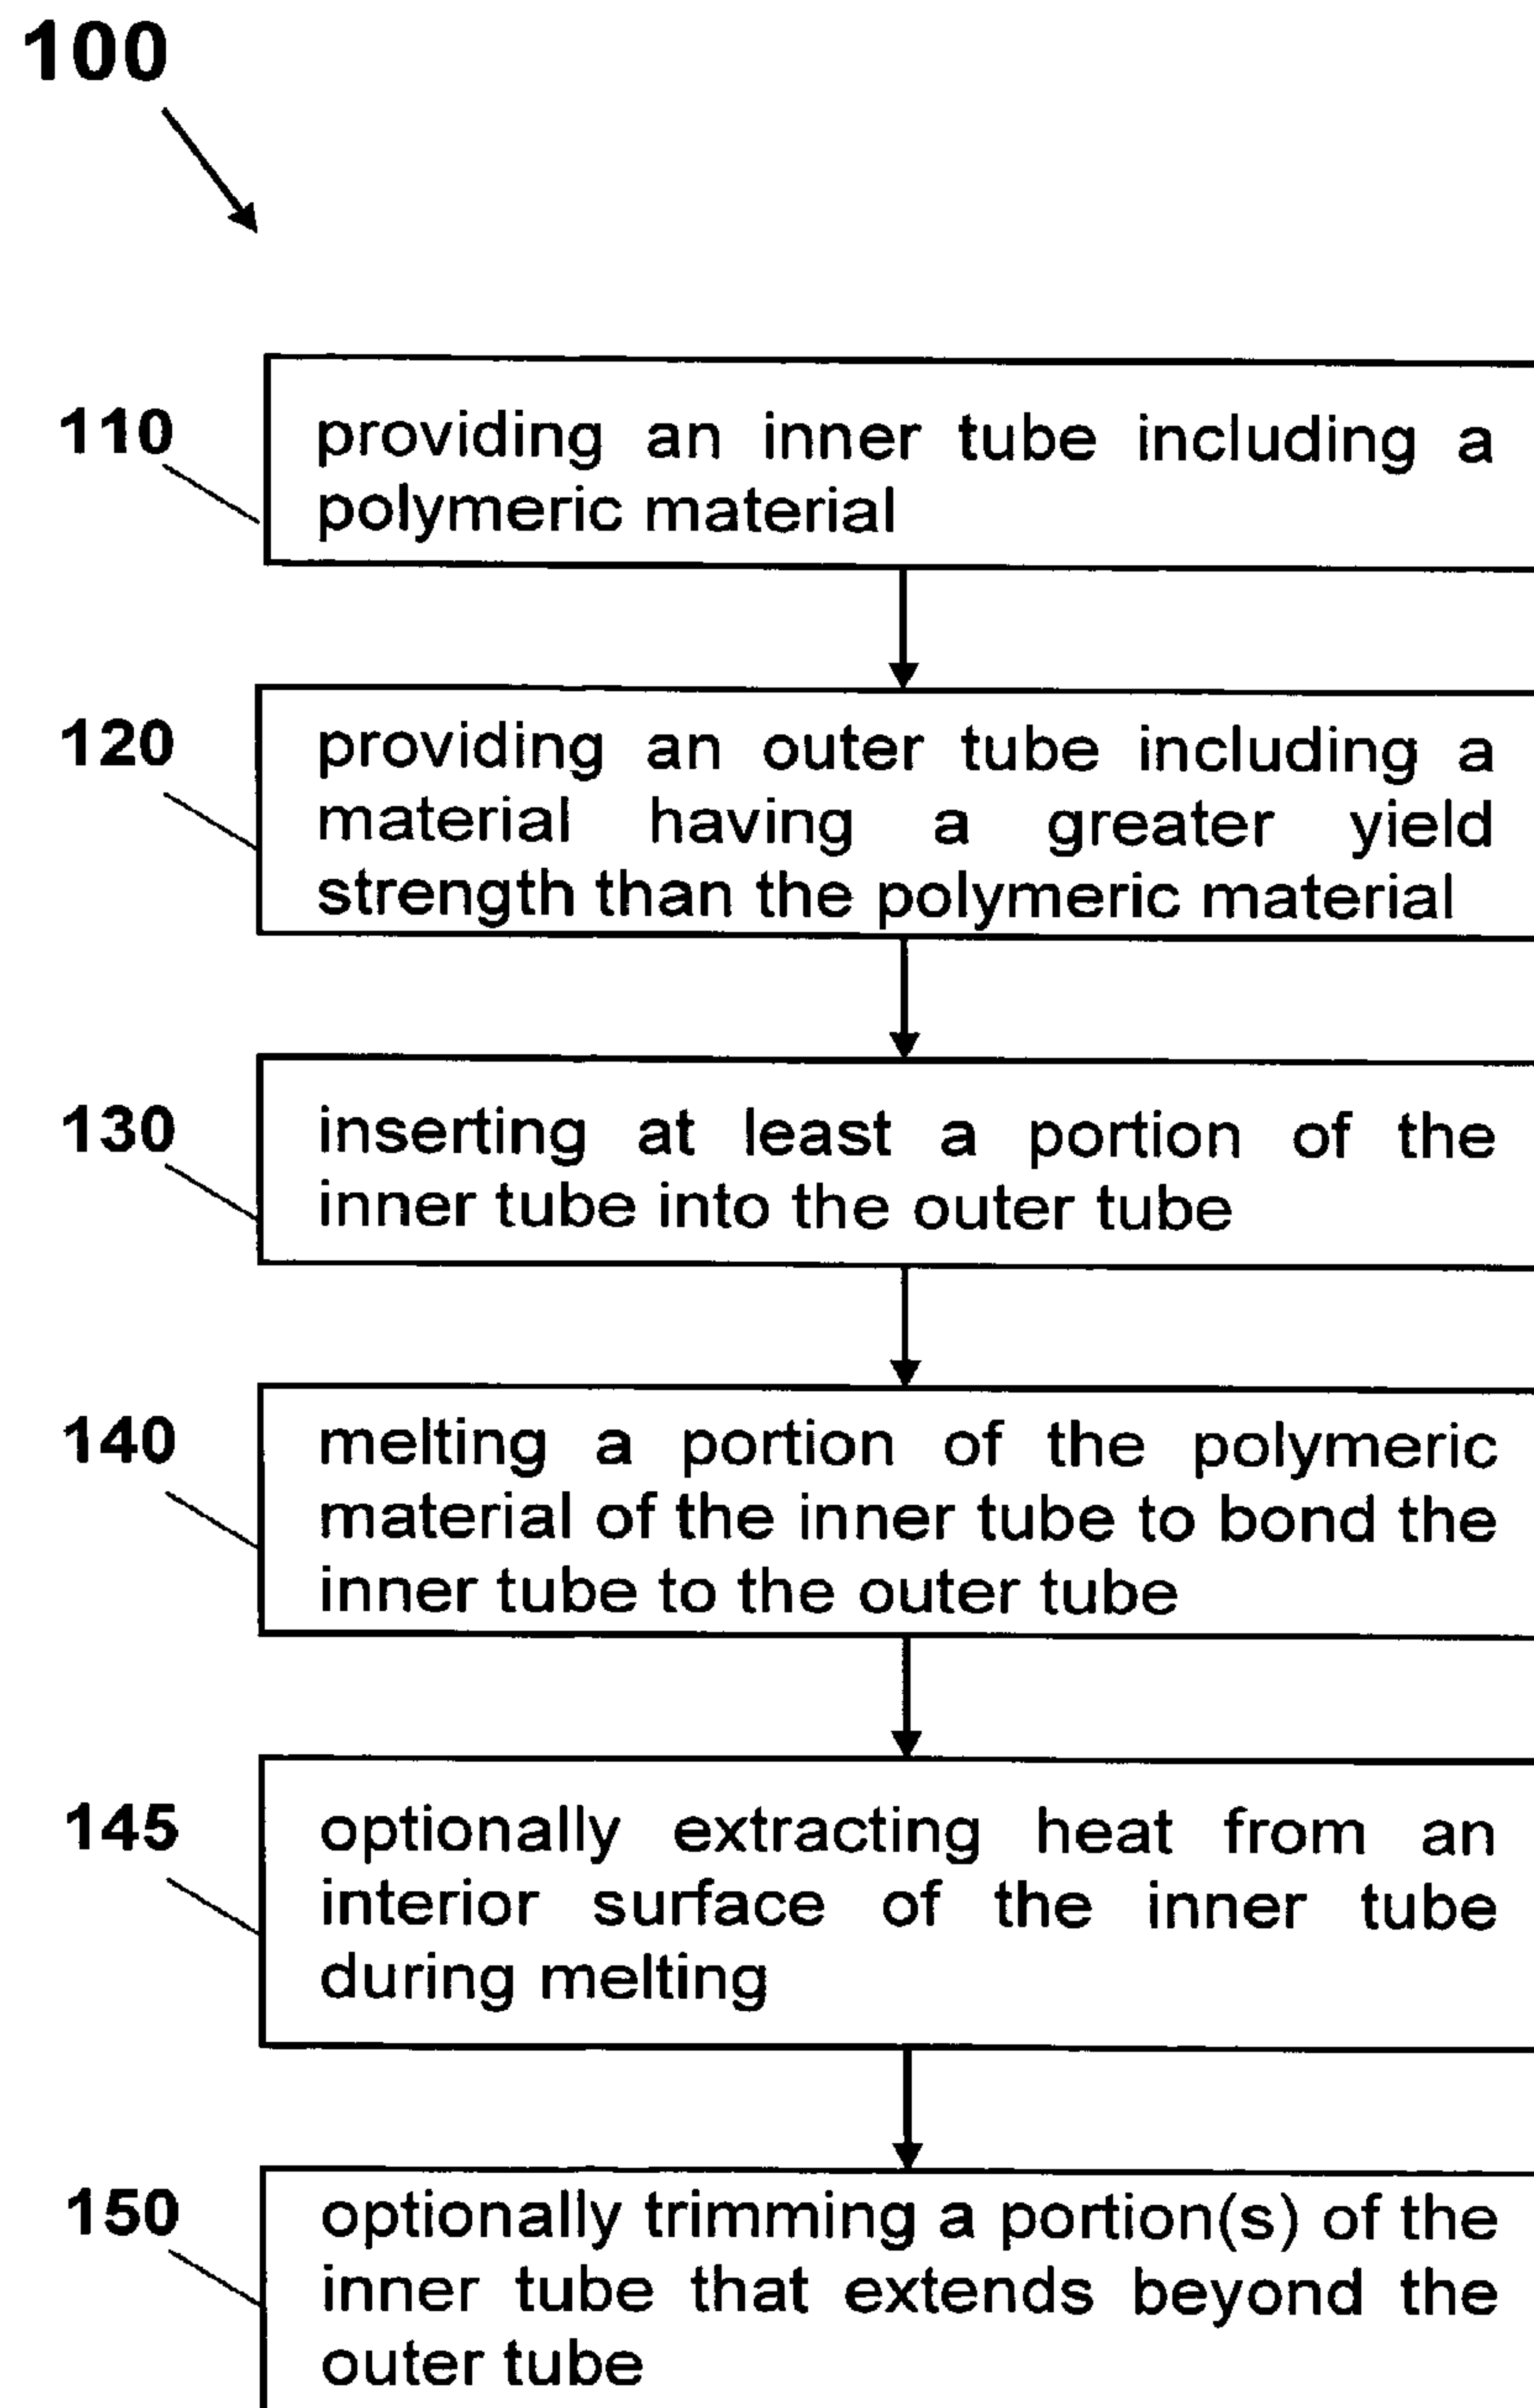 100
110
providing an inner tube including a
polymeric material
120
providing an outer tube including a
material having a greater yield
strength than the polymeric material
130
inserting at least a portion of the
inner tube into the outer tube
140
melting a portion of the polymeric
material of the inner tube to bond the
inner tube to the outer tube
145
optionally extracting heat from an
interior surface of the inner tube
during melting
150
optionally trimming a portion(s) of the
inner tube that extends beyond the
outer tube